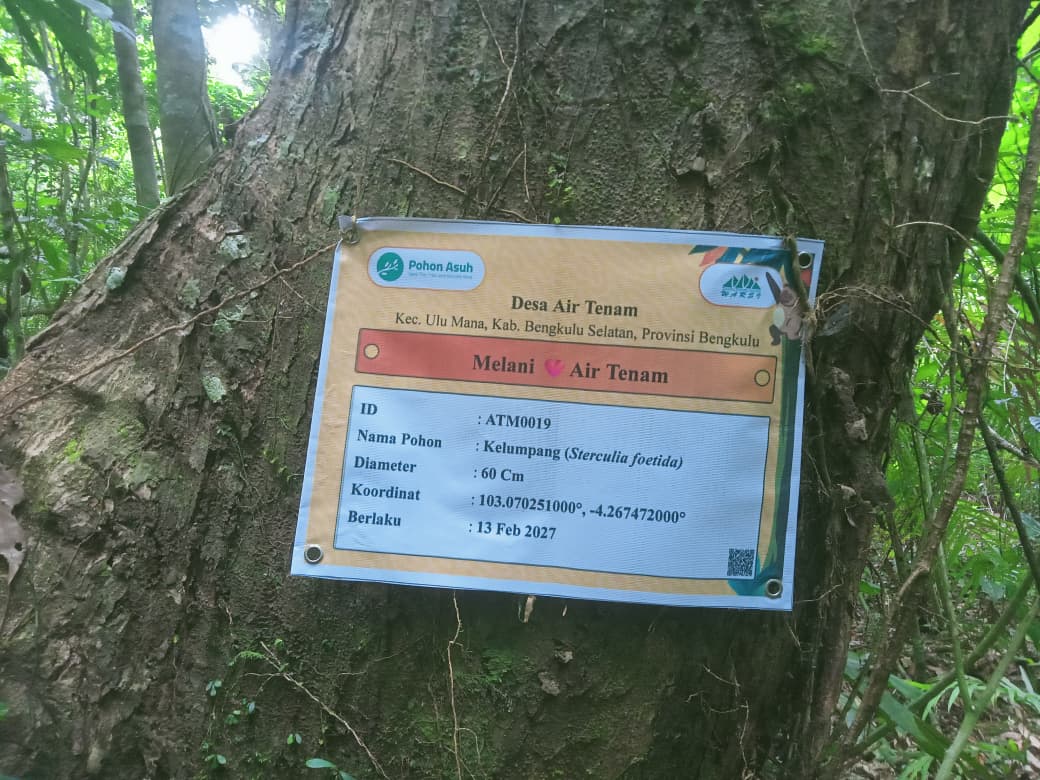 Pohon Asuh
WARSI
Desa Air Tenam
Kec. Ulu Mana, Kab. Bengkulu Selatan, Provinsi Bengkulu
Melani 💗 Air Tenam
ID : ATM0019
Nama Pohon : Kelumpang (Sterculia foetida)
Diameter : 60 Cm
Koordinat : 103.070251000°, -4.267472000°
Berlaku : 13 Feb 2027